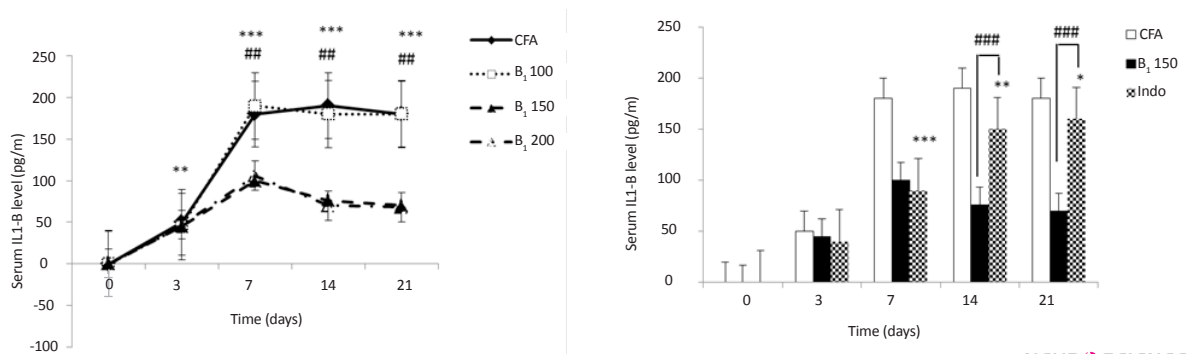 ***
***
***
##
##
##
**
CFA
B₁ 100
B₁ 150
B₁ 200
250
200
150
100
50
0
-50
-100
0 3 7 14 21
Serum IL1-B level (pg/m)
Time (days)
###
###
CFA
B₁ 150
Indo
***
**
*
250
200
150
100
50
0
0 3 7 14 21
Serum IL1-B level (pg/m)
Time (days)